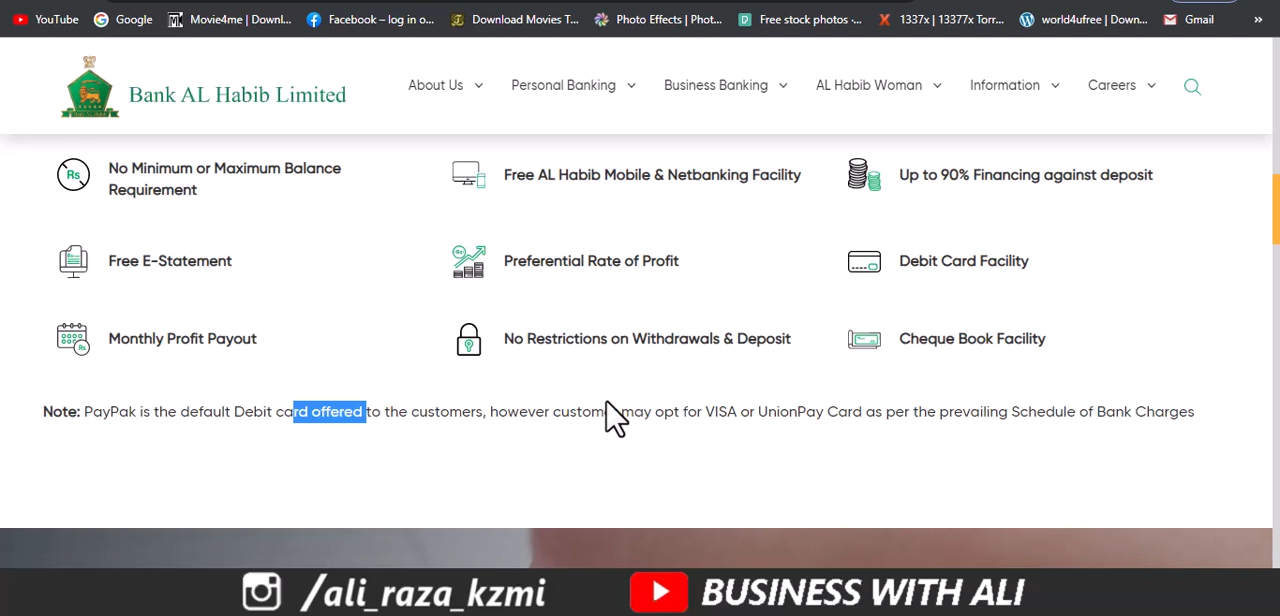 YouTube
Google
Movie4me | Downl...
Facebook – log in o...
Download Movies T...
Photo Effects | Phot...
Free stock photos ·...
1337x | 13377x Torr...
world4ufree | Down...
Gmail
»
Bank AL Habib Limited
About Us
Personal Banking
Business Banking
AL Habib Woman
Information
Careers
Rs
No Minimum or Maximum Balance
Requirement
Free AL Habib Mobile & Netbanking Facility
Up to 90% Financing against deposit
Free E-Statement
Rs
Preferential Rate of Profit
Debit Card Facility
Rs
Monthly Profit Payout
No Restrictions on Withdrawals & Deposit
Cheque Book Facility
Note: PayPak is the default Debit card offered to the customers, however may opt for VISA or UnionPay Card as per the prevailing Schedule of Bank Charges
/ali_raza_kzmi
BUSINESS WITH ALI